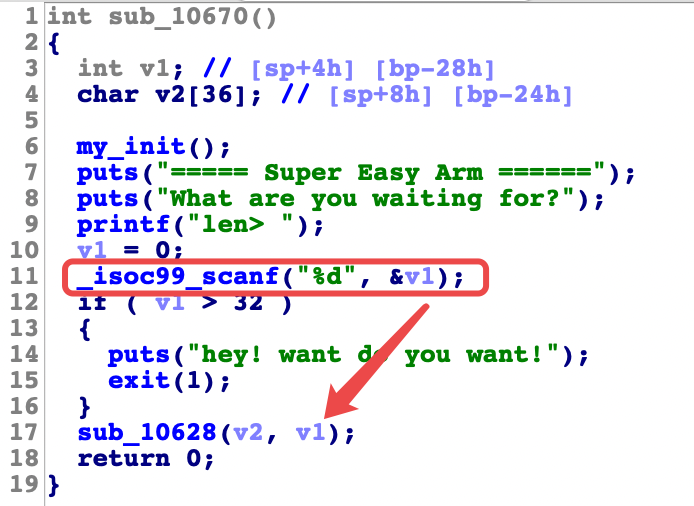 1 int sub_10670()
2 {
3 int v1; // [sp+4h] [bp-28h]
4 char v2[36]; // [sp+8h] [bp-24h]
5
6 my_init();
7 puts("===== Super Easy Arm ======");
8 puts("What are you waiting for?");
9 printf("len> ");
10 v1 = 0;
11 _isoc99_scanf("%d", &v1);
12 if ( v1 > 32 )
13 {
14 puts("hey! want do you want!");
15 exit(1);
16 }
17 sub_10628(v2, v1);
18 return 0;
19 }